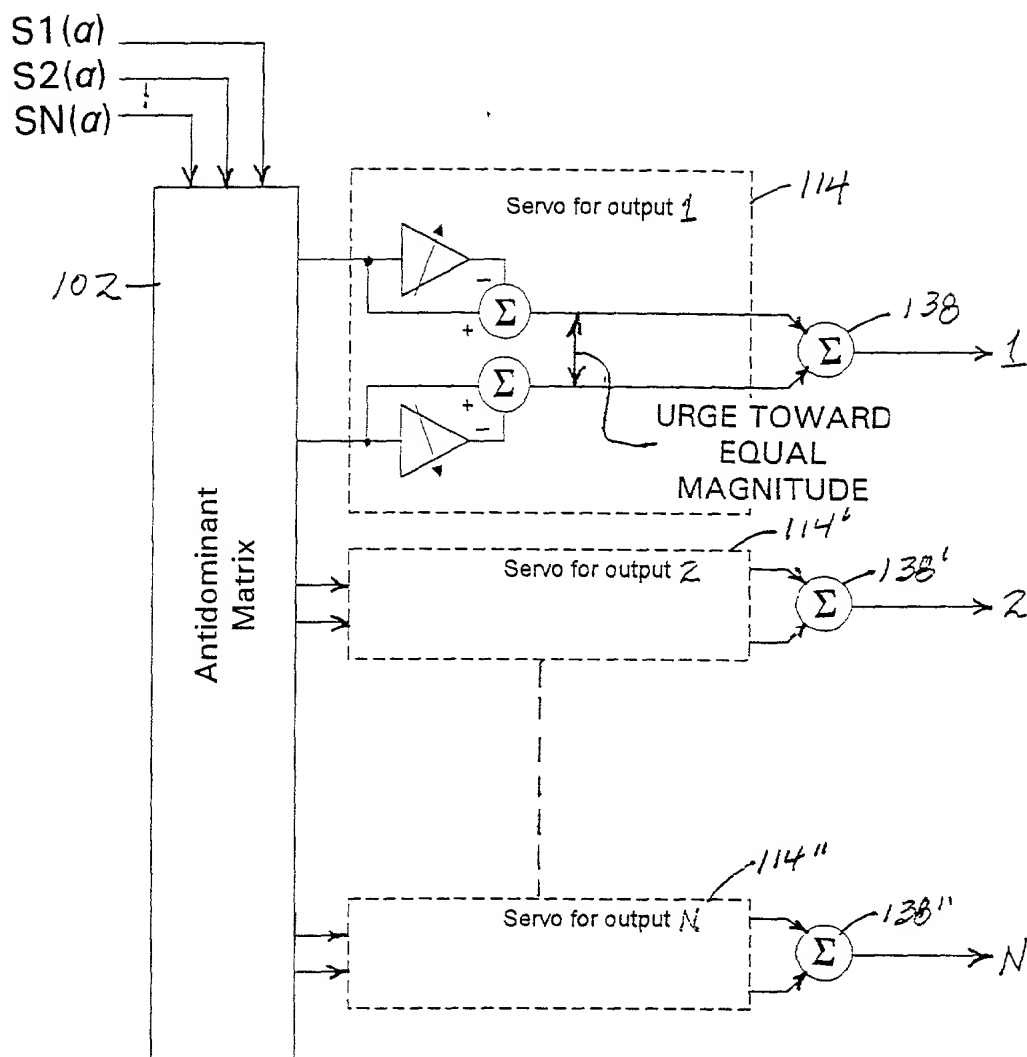 S1(α)
S2(α)
SN(α)
102
Antidominant
Matrix
Servo for output 1
114
+
−
Σ
Σ
+
−
138
Σ
1
URGE TOWARD
EQUAL
MAGNITUDE
114'
Servo for output 2
138'
Σ
2
114"
Servo for output N
138"
Σ
N